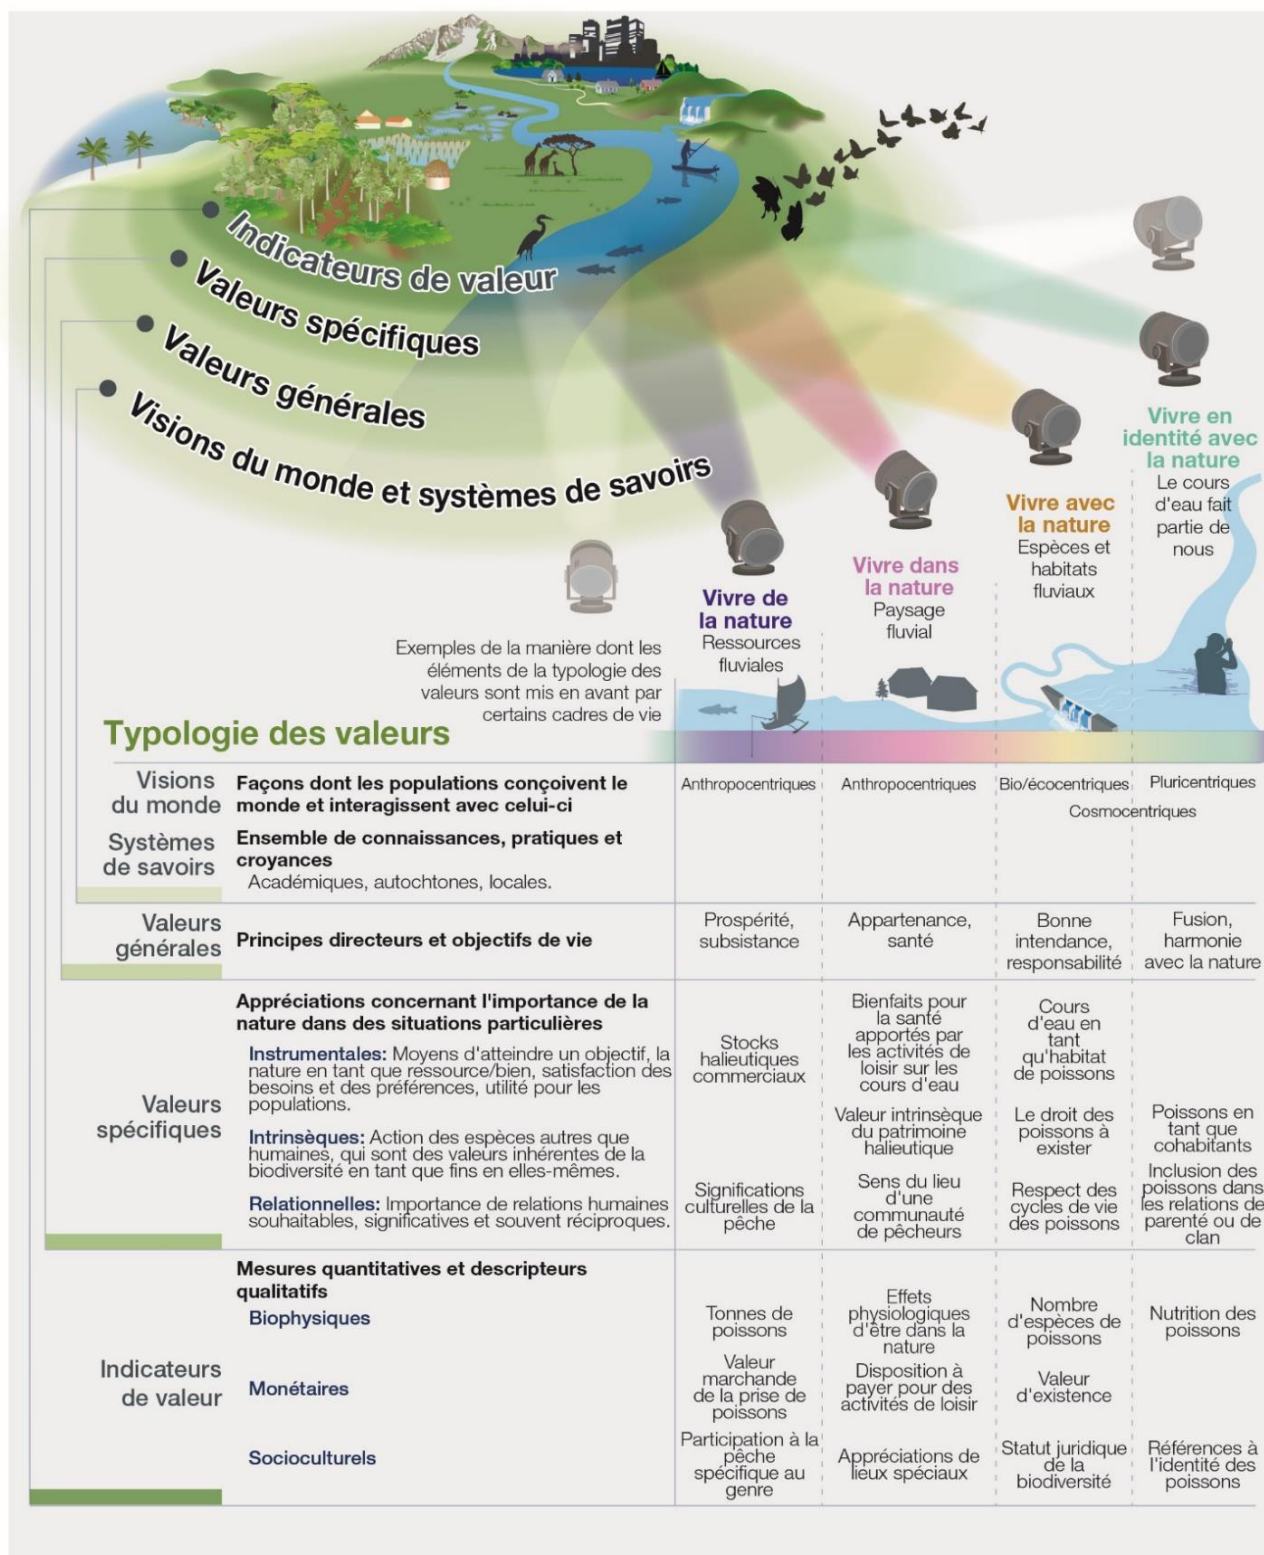 Indicateurs de valeur
Valeurs spécifiques
Valeurs générales
Visions du monde et systèmes de savoirs
Vivre en
identité avec
la nature
Le cours
d'eau fait
partie de
nous
Vivre avec
la nature
Espèces et
habitats
fluviaux
Vivre dans
la nature
Paysage
fluvial
Vivre de
la nature
Ressources
fluviales
Exemples de la manière dont les
éléments de la typologie des
valeurs sont mis en avant par
certains cadres de vie
Typologie des valeurs
Visions
du monde
Façons dont les populations conçoivent le
monde et interagissent avec celui-ci
Anthropocentriques
Anthropocentriques
Bio/écocentriques
Pluricentriques
Cosmocentriques
Systèmes
de savoirs
Ensemble de connaissances, pratiques et
croyances
Académiques, autochtones, locales.
Valeurs
générales
Principes directeurs et objectifs de vie
Prospérité,
subsistance
Appartenance,
santé
Bonne
intendance,
responsabilité
Fusion,
harmonie
avec la nature
Valeurs
spécifiques
Appréciations concernant l'importance de la
nature dans des situations particulières
Instrumentales: Moyens d'atteindre un objectif, la
nature en tant que ressource/bien, satisfaction des
besoins et des préférences, utilité pour les
populations.
Stocks
halieutiques
commerciaux
Bienfaits pour
la santé
apportés par
les activités de
loisir sur les
cours d'eau
Cours
d'eau en
tant
qu'habitat
de poissons
Intrinsèques: Action des espèces autres que
humaines, qui sont des valeurs inhérentes de la
biodiversité en tant que fins en elles-mêmes.
Valeur intrinsèque
du patrimoine
halieutique
Le droit des
poissons à
exister
Poissons en
tant que
cohabitants
Relationnelles: Importance de relations humaines
souhaitables, significatives et souvent réciproques.
Significations
culturelles de la
pêche
Sens du lieu
d'une
communauté
de pêcheurs
Respect des
cycles de vie
des poissons
Inclusion des
poissons dans
les relations de
parenté ou de
clan
Indicateurs
de valeur
Mesures quantitatives et descripteurs
qualitatifs
Biophysiques
Tonnes de
poissons
Effets
physiologiques
d'être dans la
nature
Nombre
d'espèces de
poissons
Nutrition des
poissons
Monétaires
Valeur
marchande
de la prise de
poissons
Disposition à
payer pour des
activités de loisir
Valeur
d'existence
Socioculturels
Participation à la
pêche
spécifique au
genre
Appréciations de
lieux spéciaux
Statut juridique
de la
biodiversité
Références à
l'identité des
poissons